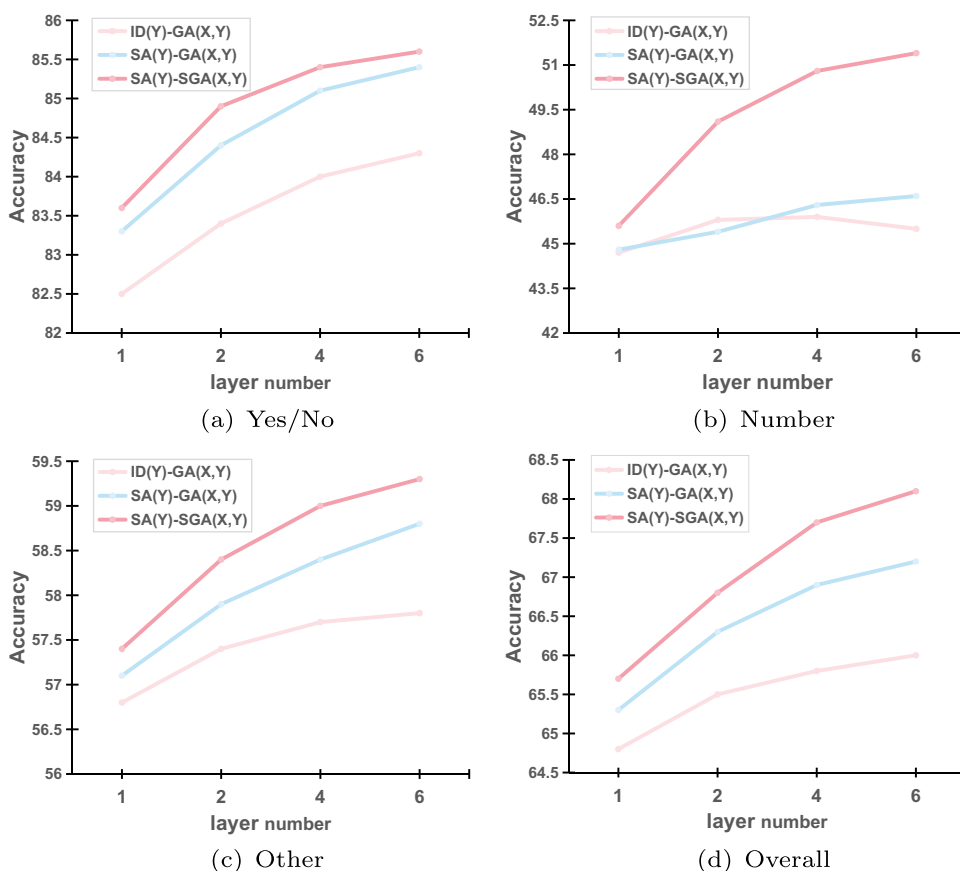 86
85.5
85
84.5
84
83.5
83
82.5
82
Accuracy
ID(Y)-GA(X,Y)
SA(Y)-GA(X,Y)
SA(Y)-SGA(X,Y)
1 2 4 6
layer number
(a) Yes/No
52.5
51
49.5
48
46.5
45
43.5
42
Accuracy
ID(Y)-GA(X,Y)
SA(Y)-GA(X,Y)
SA(Y)-SGA(X,Y)
1 2 4 6
layer number
(b) Number
59.5
59
58.5
58
57.5
57
56.5
56
Accuracy
ID(Y)-GA(X,Y)
SA(Y)-GA(X,Y)
SA(Y)-SGA(X,Y)
1 2 4 6
layer number
(c) Other
68.5
68
67.5
67
66.5
66
65.5
65
64.5
Accuracy
ID(Y)-GA(X,Y)
SA(Y)-GA(X,Y)
SA(Y)-SGA(X,Y)
1 2 4 6
layer number
(d) Overall